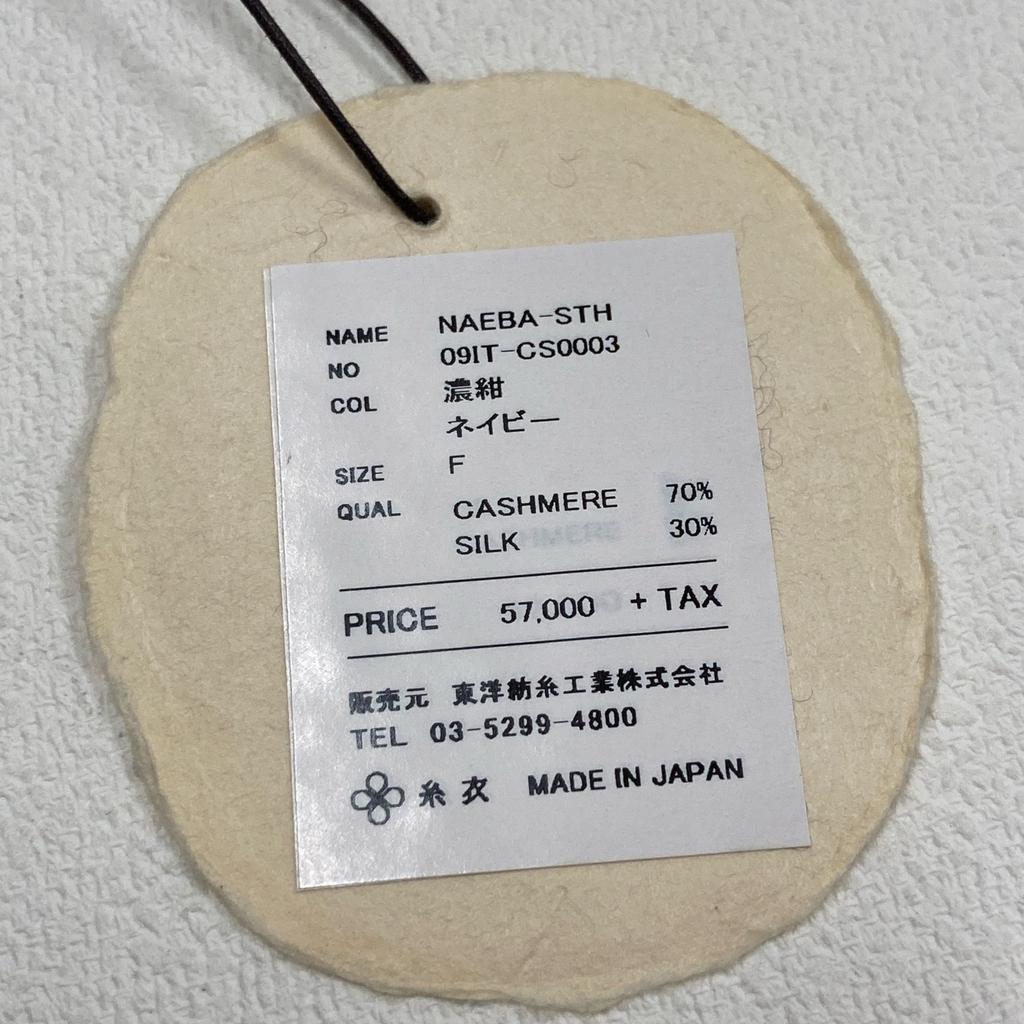 NAME NAEBA-STH
NO 09IT-CS0003
COL 濃紺
ネイビー
SIZE F
QUAL CASHMERE 70%
SILK 30%
PRICE 57,000 + TAX
販売元 東洋紡糸工業株式会社
TEL 03-5299-4800
糸衣 MADE IN JAPAN